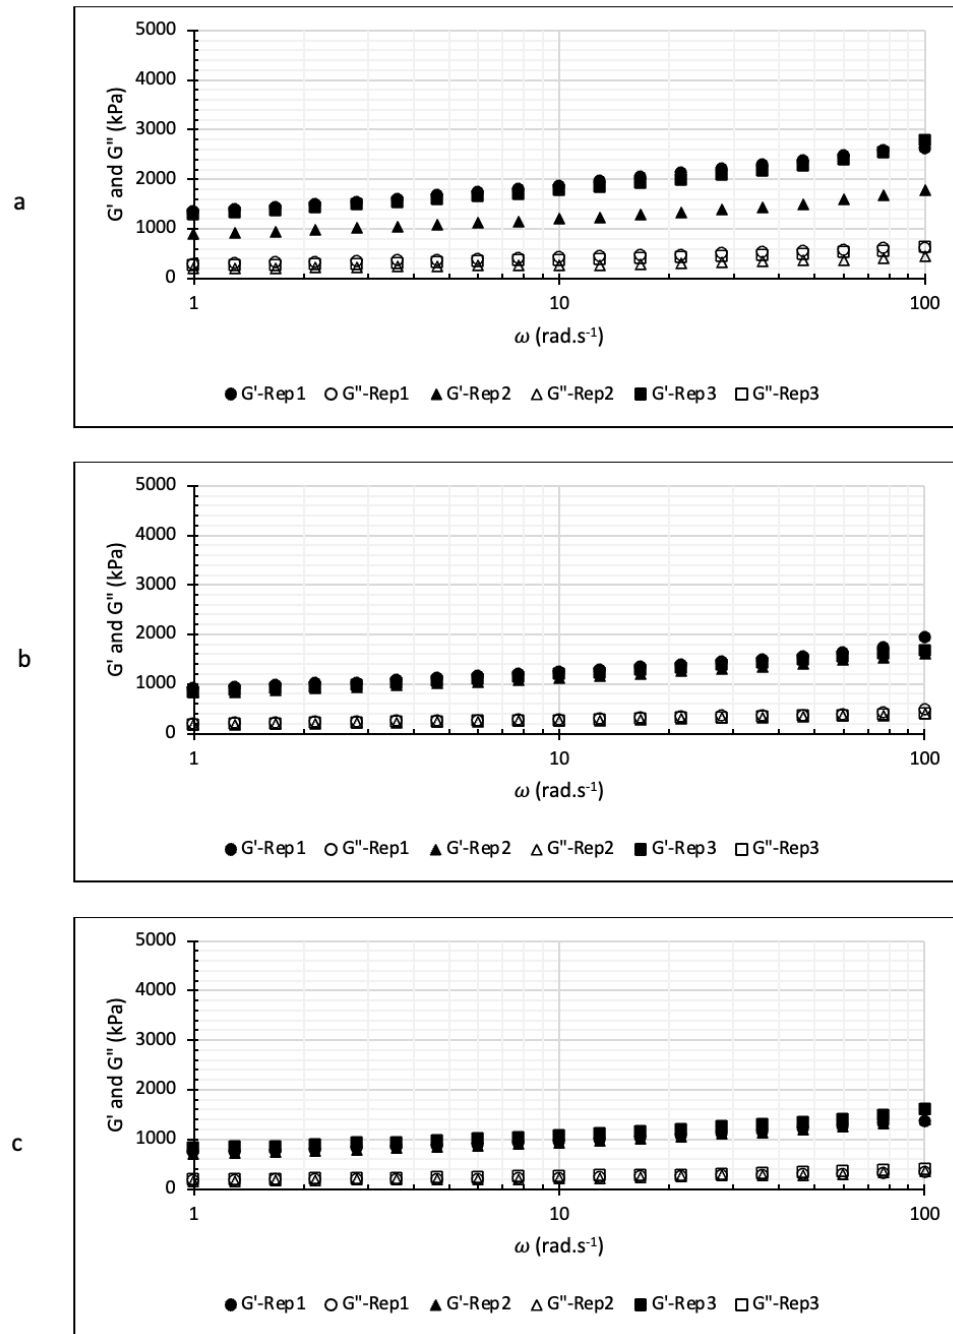 a
G' and G" (kPa)
5000
4000
3000
2000
1000
0
1
10
100
ω (rad.s-1)
G'-Rep1
G"-Rep1
G'-Rep2
G"-Rep2
G'-Rep3
G"-Rep3
b
G' and G" (kPa)
5000
4000
3000
2000
1000
0
1
10
100
ω (rad.s-1)
G'-Rep1
G"-Rep1
G'-Rep2
G"-Rep2
G'-Rep3
G"-Rep3
c
G' and G" (kPa)
5000
4000
3000
2000
1000
0
1
10
100
ω (rad.s-1)
G'-Rep1
G"-Rep1
G'-Rep2
G"-Rep2
G'-Rep3
G"-Rep3